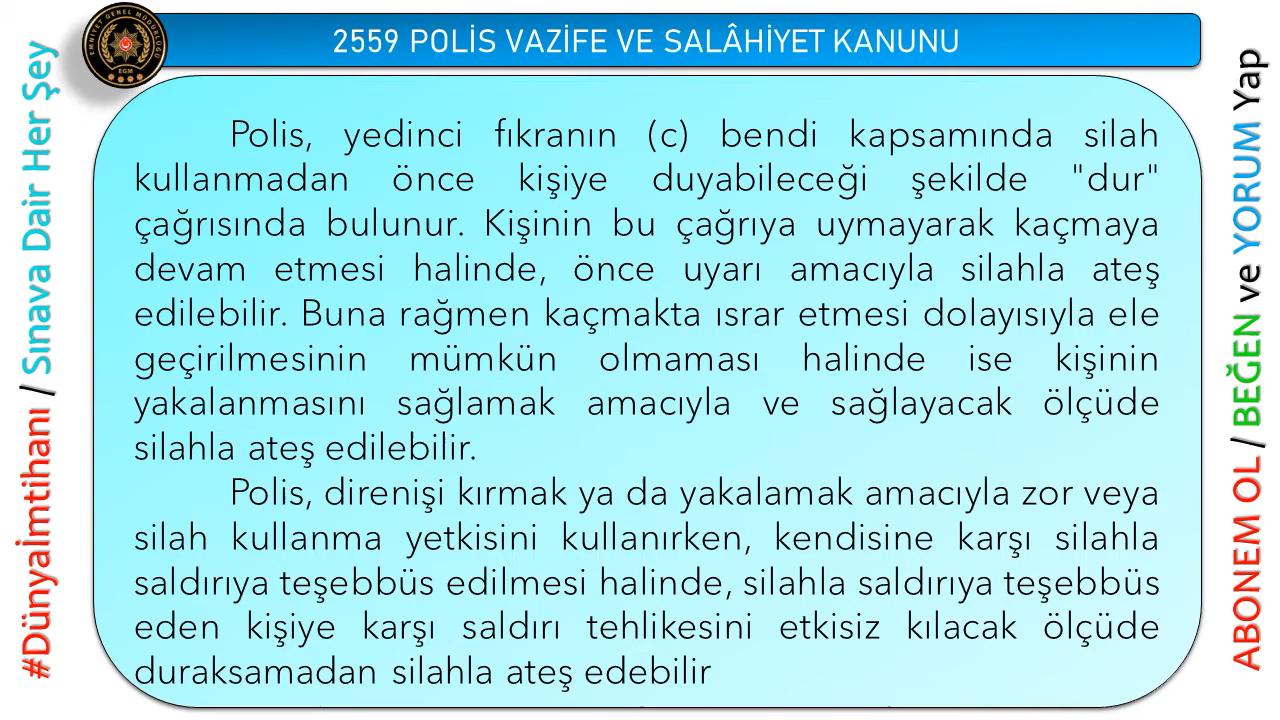 2559 POLİS VAZİFE VE SALÂHİYET KANUNU
Polis, yedinci fıkranın (c) bendi kapsamında silah
kullanmadan önce kişiye duyabileceği şekilde "dur"
çağrısında bulunur. Kişinin bu çağrıya uymayarak kaçmaya
devam etmesi halinde, önce uyarı amacıyla silahla ateş
edilebilir. Buna rağmen kaçmakta ısrar etmesi dolayısıyla ele
geçirilmesinin mümkün olmaması halinde ise kişinin
yakalanmasını sağlamak amacıyla ve sağlayacak ölçüde
silahla ateş edilebilir.
Polis, direnişi kırmak ya da yakalamak amacıyla zor veya
silah kullanma yetkisini kullanırken, kendisine karşı silahla
saldırıya teşebbüs edilmesi halinde, silahla saldırıya teşebbüs
eden kişiye karşı saldırı tehlikesini etkisiz kılacak ölçüde
duraksamadan silahla ateş edebilir
#Dünyaİmtihanı / Sınava Dair Her Şey
ABONEM OL / BEĞEN ve YORUM Yap
EMNİYET GENEL MÜDÜRLÜĞÜ
EGM